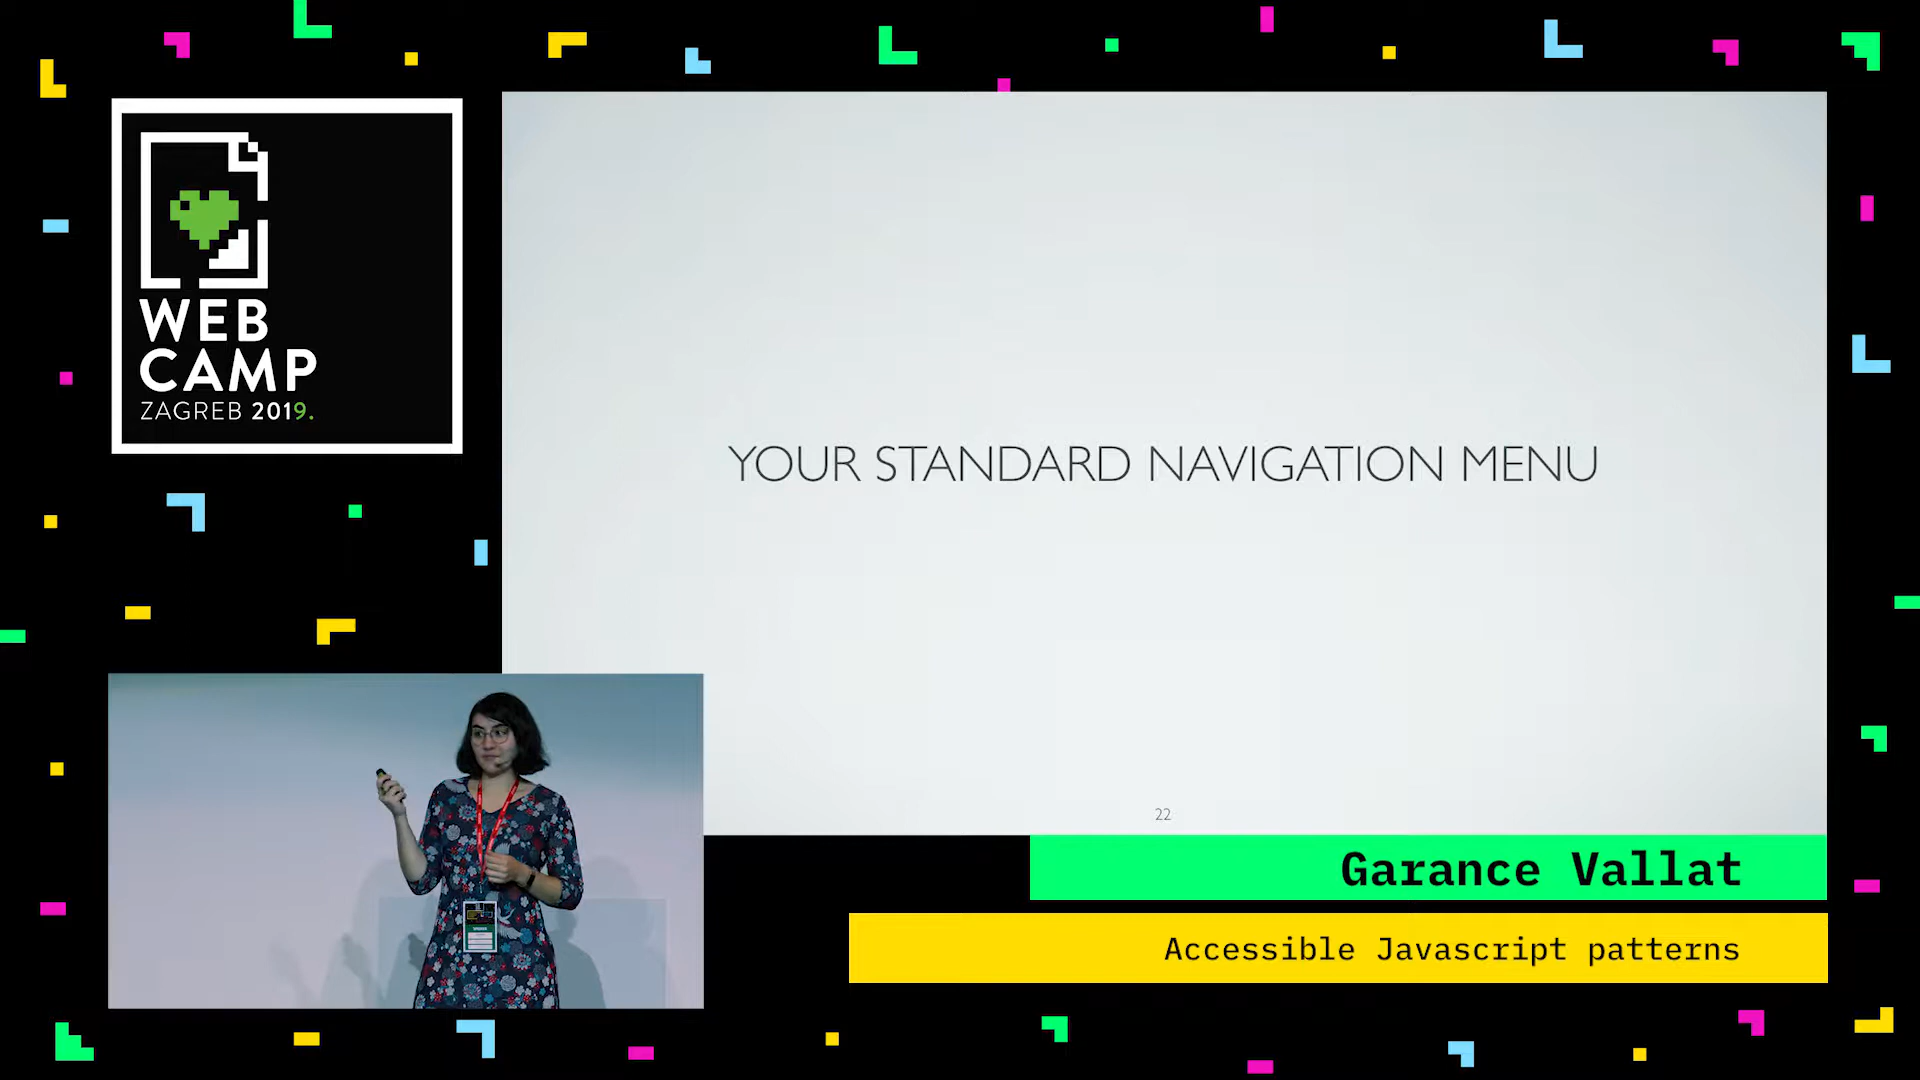 WEB
CAMP
ZAGREB 2019.
YOUR STANDARD NAVIGATION MENU
22
Garance Vallat
Accessible Javascript patterns